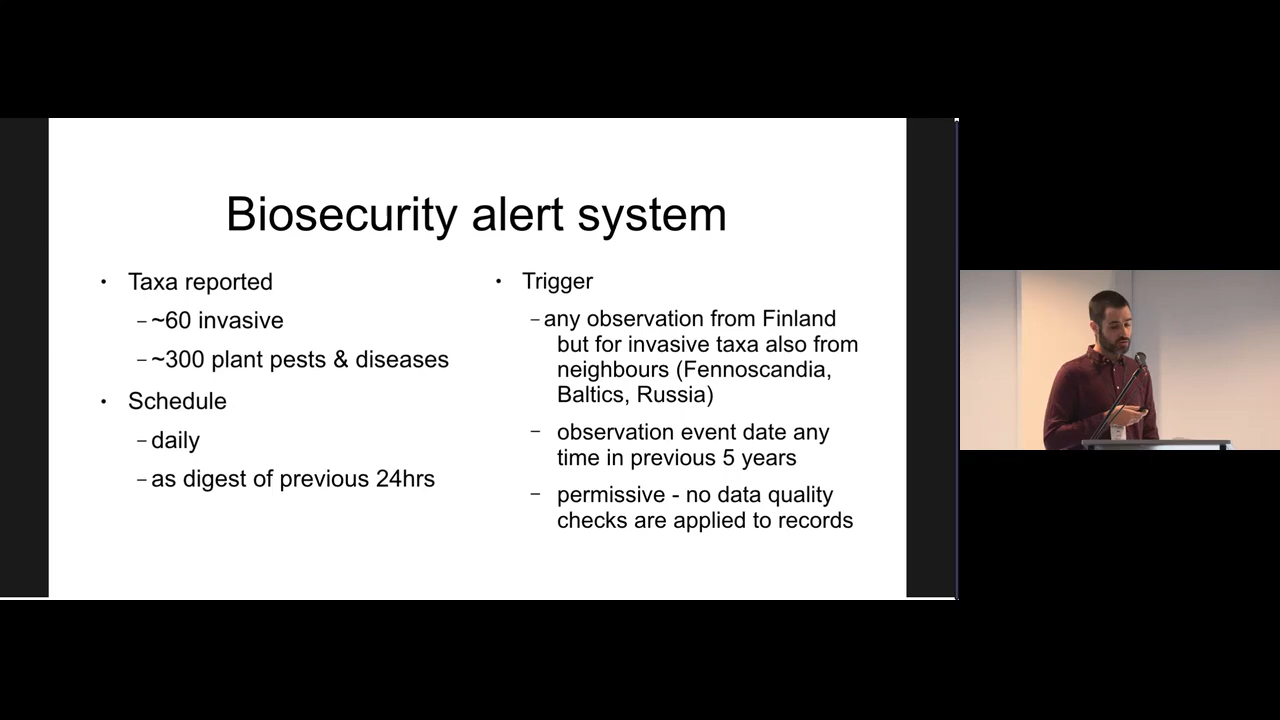 Biosecurity alert system
• Taxa reported
– ~60 invasive
– ~300 plant pests & diseases
• Schedule
– daily
– as digest of previous 24hrs
• Trigger
– any observation from Finland
but for invasive taxa also from
neighbours (Fennoscandia,
Baltics, Russia)
– observation event date any
time in previous 5 years
– permissive - no data quality
checks are applied to records